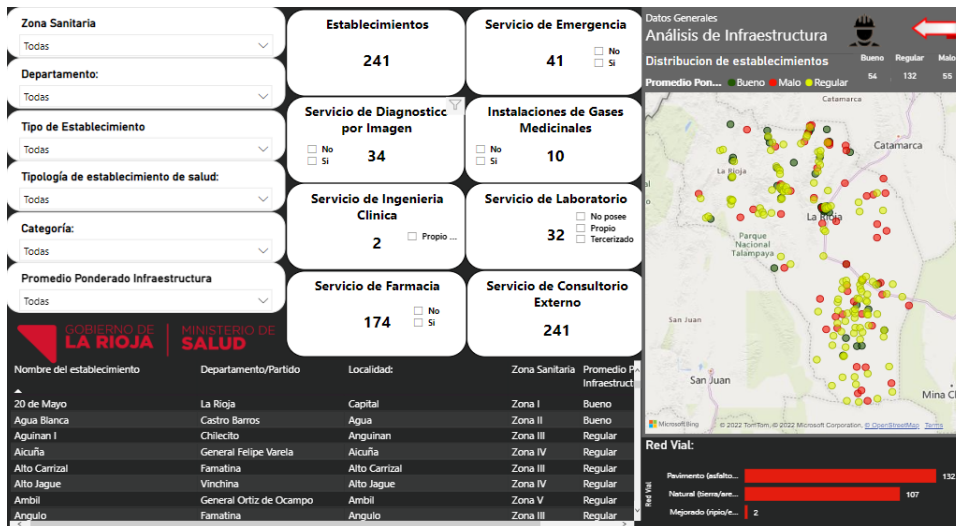 Zona Sanitaria
Todas
Departamento:
Todas
Tipo de Establecimiento
Todas
Tipología de establecimiento de salud:
Todas
Categoría:
Todas
Promedio Ponderado Infraestructura
Todas
GOBIERNO DE
LA RIOJA
MINISTERIO DE
SALUD
Establecimientos
241
Servicio de Emergencia
41
No
Si
Servicio de Diagnosticc
por Imagen
No
Si
34
Instalaciones de Gases
Medicinales
No
Si
10
Servicio de Ingenieria
Clinica
2
Propio ...
Servicio de Laboratorio
32
No posee
Propio
Tercerizado
Servicio de Farmacia
174
No
Si
Servicio de Consultorio
Externo
241
Nombre del establecimiento Departamento/Partido Localidad: Zona Sanitaria Promedio P
Infraestruct
20 de Mayo La Rioja Capital Zona I Bueno
Agua Blanca Castro Barros Agua Zona II Bueno
Aguinan I Chilecito Anguinan Zona III Regular
Aicuña General Felipe Varela Aicuña Zona IV Regular
Alto Carrizal Famatina Alto Carrizal Zona III Regular
Alto Jague Vinchina Alto Jague Zona IV Regular
Ambil General Ortiz de Ocampo Ambil Zona V Regular
Angulo Famatina Angulo Zona III Regular
Datos Generales
Análisis de Infraestructura
Distribucion de establecimientos
Bueno Regular Malo
54 132 55
Promedio Pon... Bueno Malo Regular
Catamarca
Catamarca
La Rioja
La Rioja
Parque
Nacional
Talampaya
San Juan
San Juan
Mina Cl
Microsoft Bing
© 2022 TomTom, © 2022 Microsoft Corporation, © OpenStreetMap Terms
Red Vial:
Red Vial
Pavimento (asfalto... 132
Natural (tierra/are... 107
Mejorado (ripio/e... 2